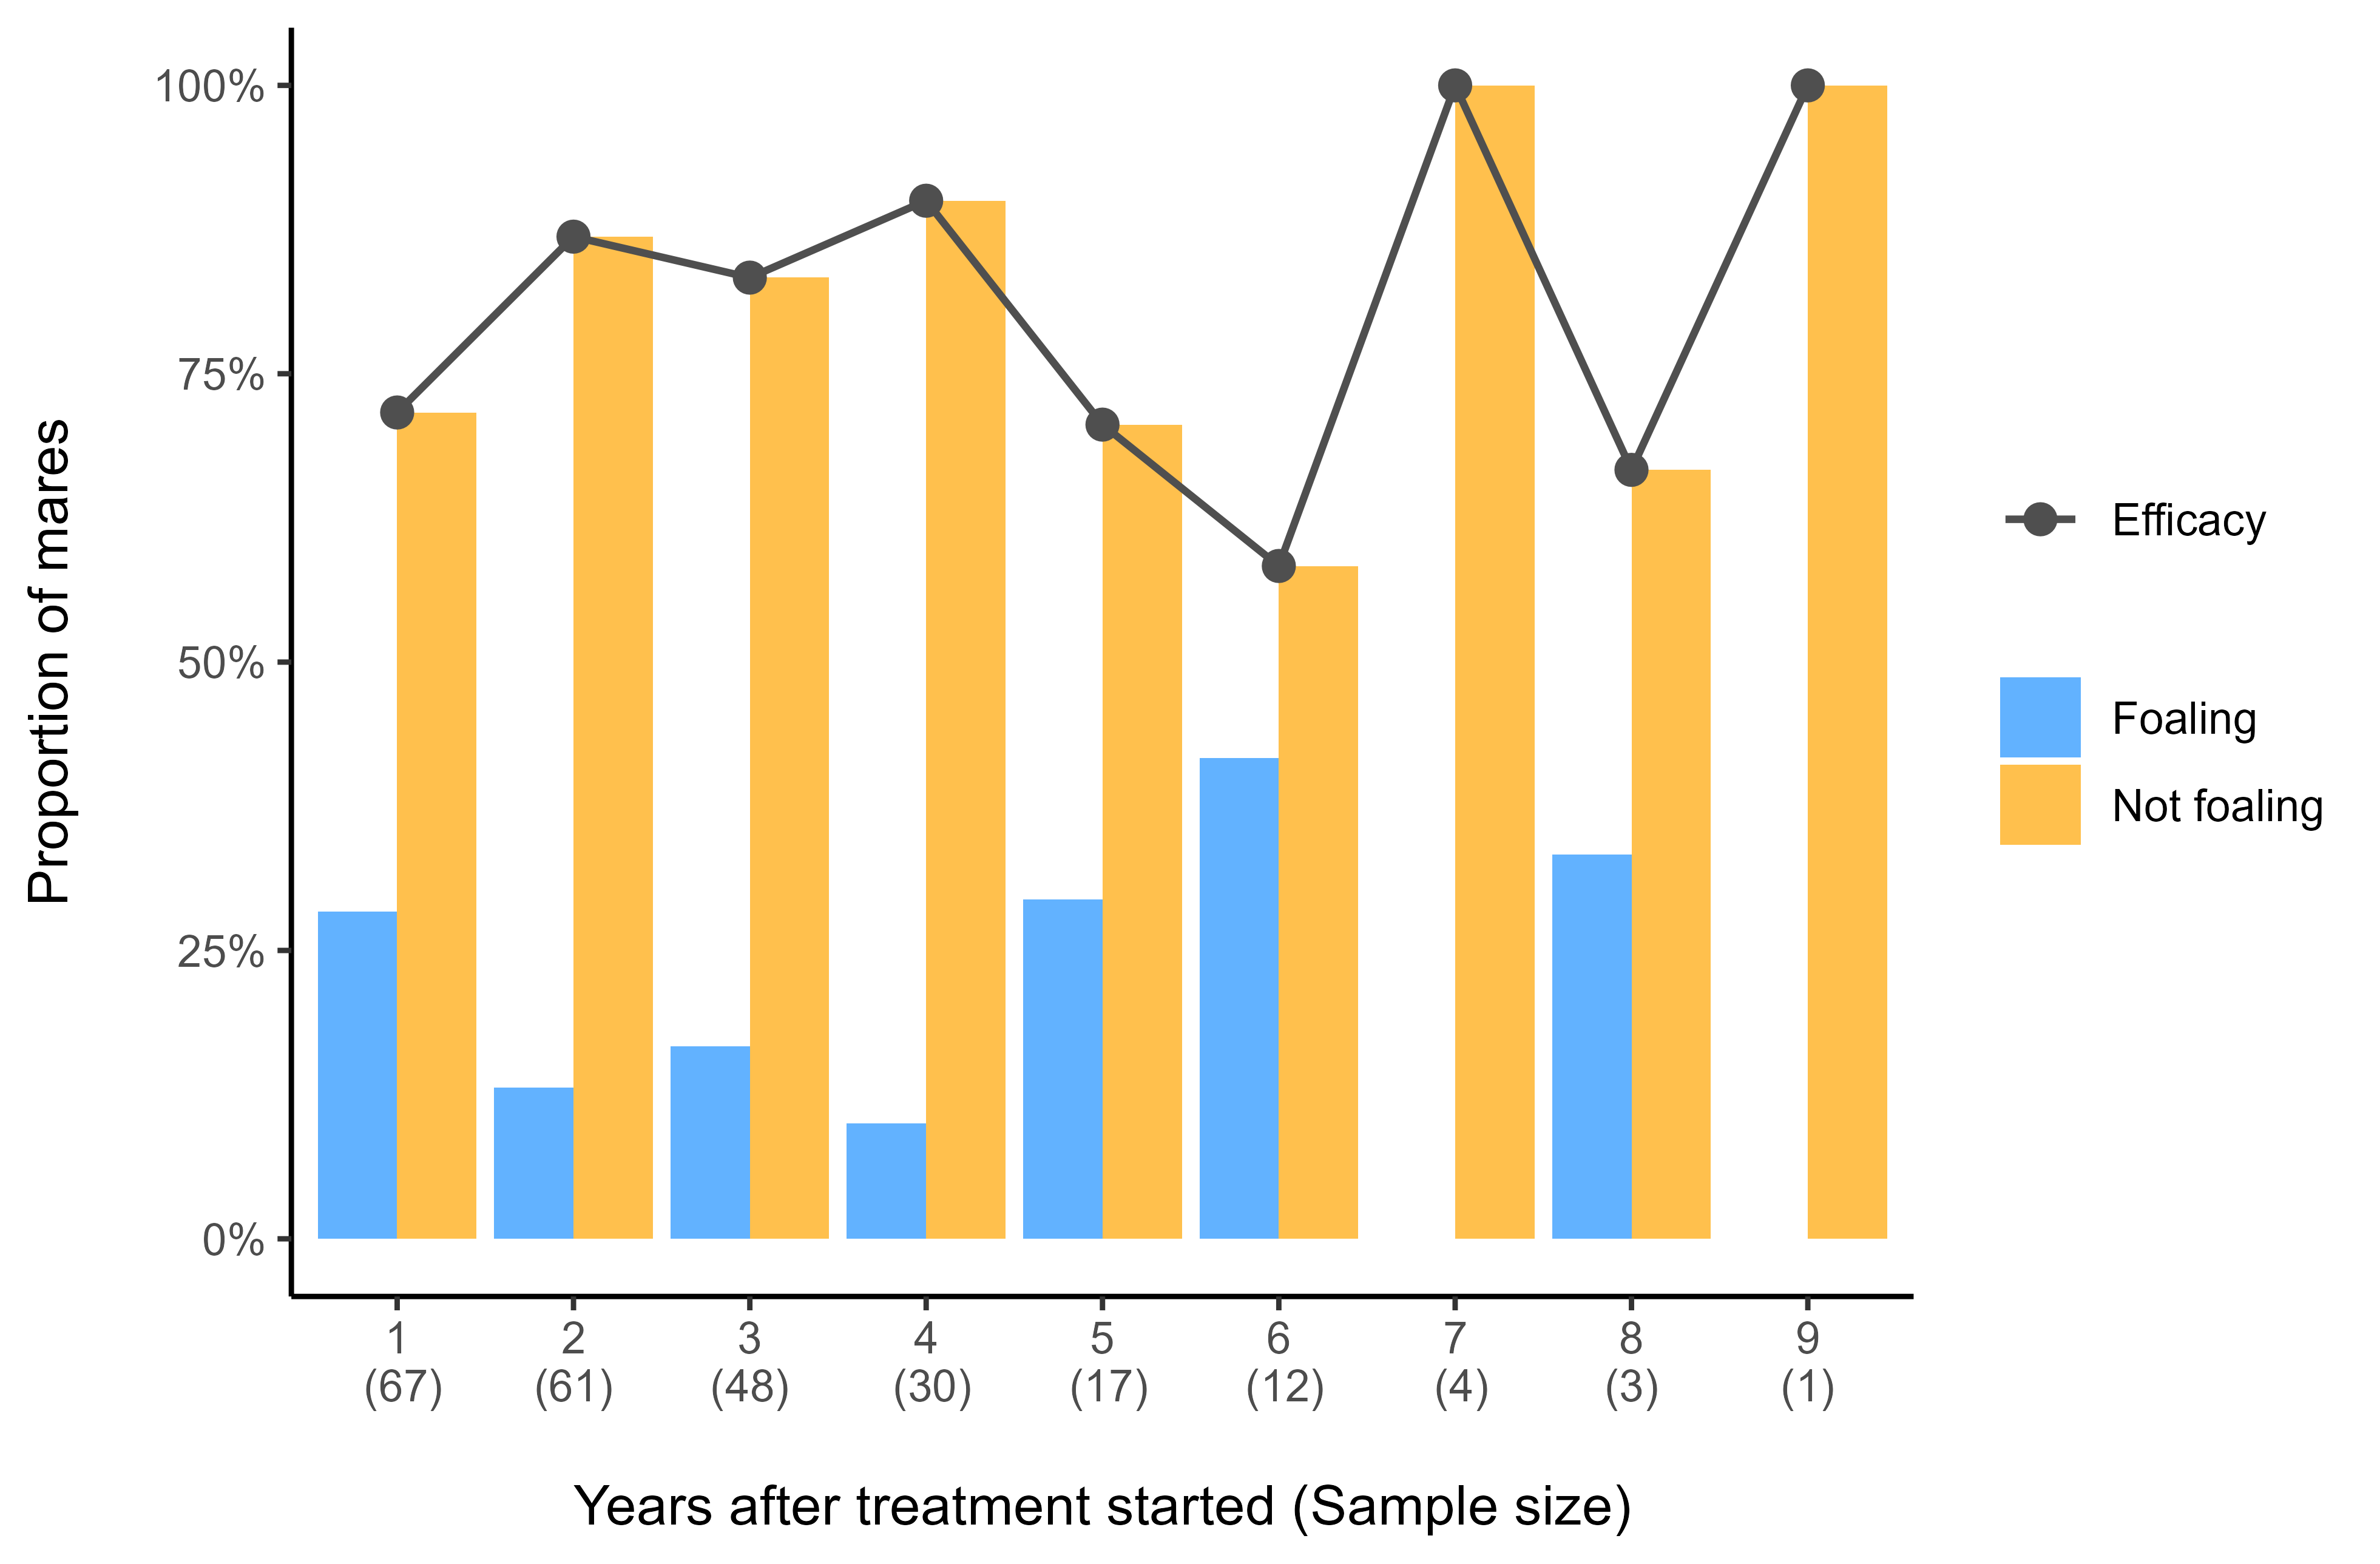 100%
75%
50%
25%
0%
Proportion of mares
1 2 3 4 5 6 7 8 9
(67) (61) (48) (30) (17) (12) (4) (3) (1)
Years after treatment started (Sample size)
Efficacy
Foaling
Not foaling